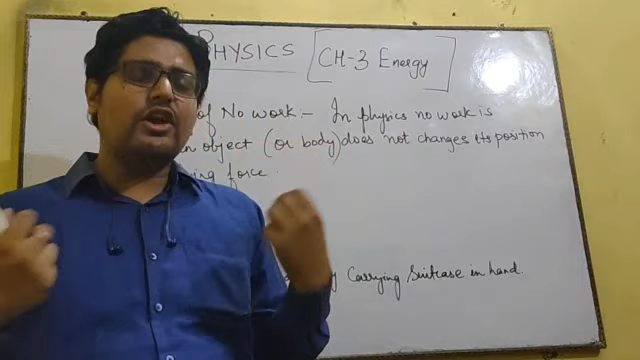 PHYSICS [CH-3 Energy]
of No work - In physics no work is
an object (or body) does not changes its position
force.
Carrying Suitcase in hand.